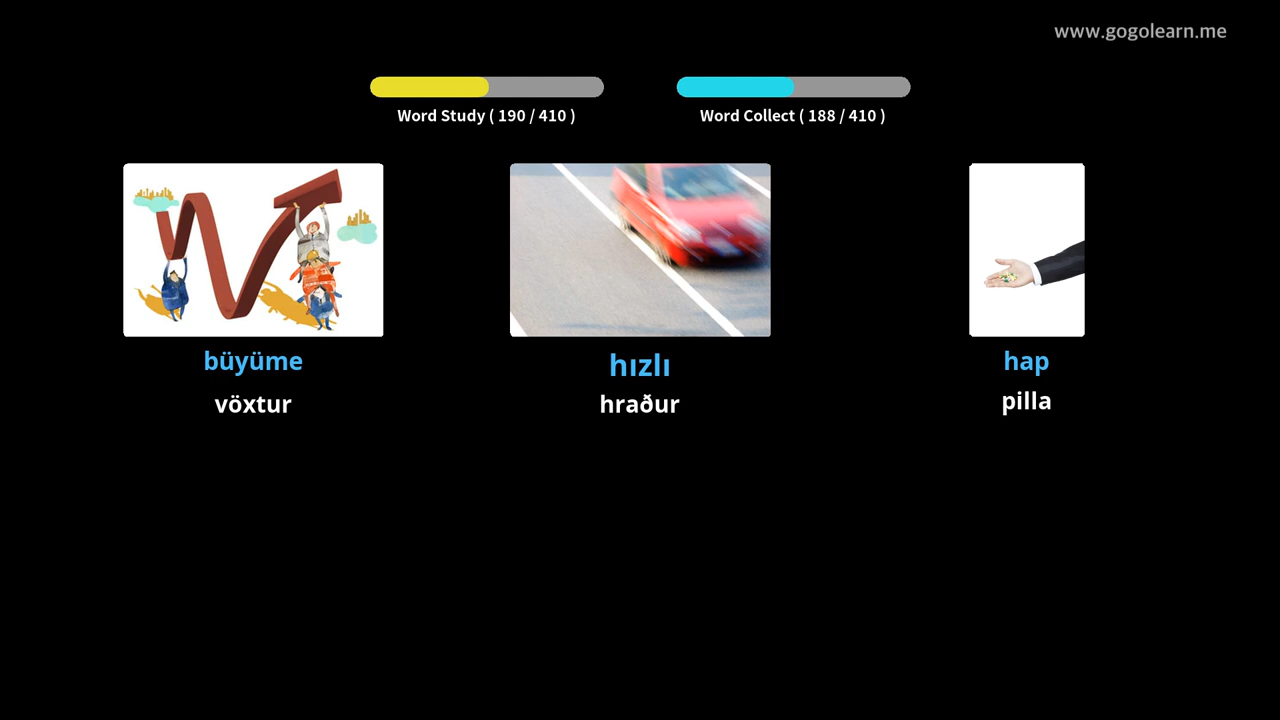 www.gogolearn.me
Word Study ( 190 / 410 )
Word Collect ( 188 / 410 )
büyüme
vöxtur
hızlı
hraður
hap
pilla